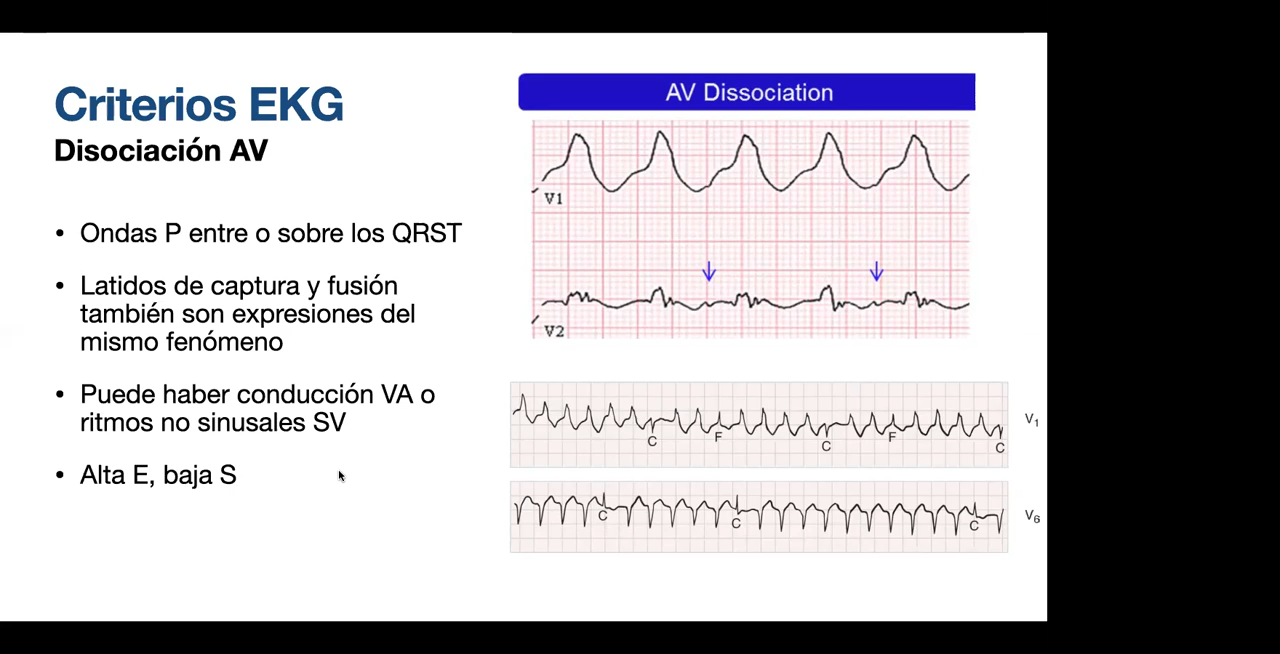 Criterios EKG
Disociación AV
• Ondas P entre o sobre los QRST
• Latidos de captura y fusión
también son expresiones del
mismo fenómeno
• Puede haber conducción VA o
ritmos no sinusales SV
• Alta E, baja S
AV Dissociation
V1
V2
C F C F C
V1
C C C
V6